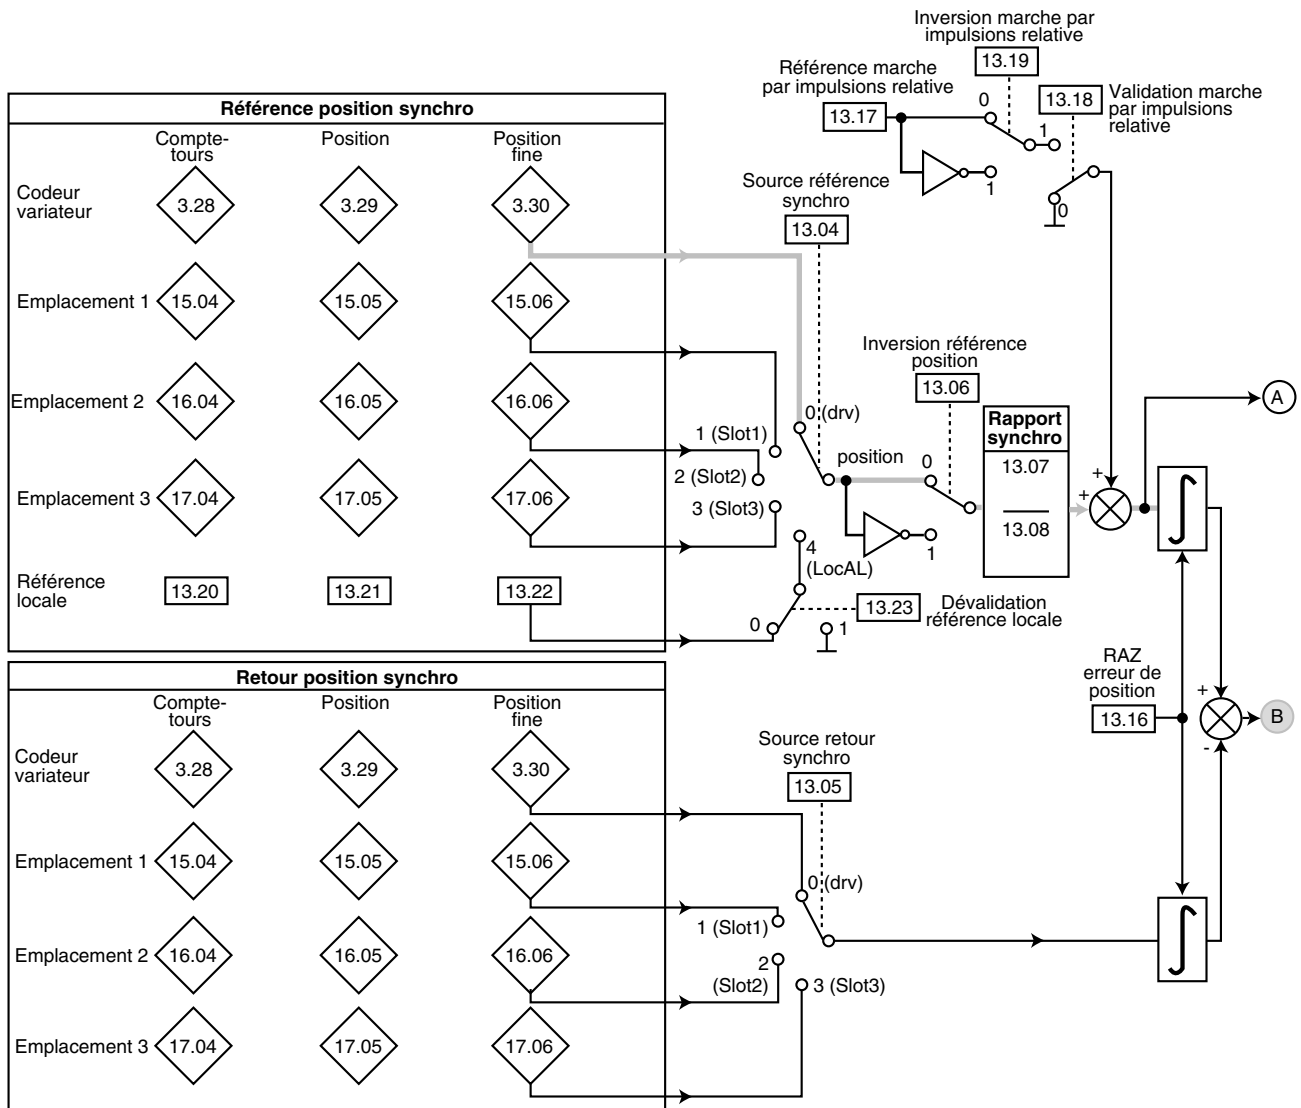 Inversion marche par
impulsions relative
13.19
Référence marche
par impulsions relative
13.17
0
1
1
13.18
Validation marche
par impulsions
relative
0
Référence position synchro
Compte-
tours
Position
Position
fine
Codeur
variateur
3.28
3.29
3.30
Emplacement 1
15.04
15.05
15.06
Emplacement 2
16.04
16.05
16.06
Emplacement 3
17.04
17.05
17.06
Référence
locale
13.20
13.21
13.22
Source référence
synchro
13.04
0 (drv)
1 (Slot1)
2 (Slot2)
3 (Slot3)
4
(LocAL)
0
1
13.23
Dévalidation
référence locale
position
Inversion référence
position
13.06
0
1
Rapport
synchro
13.07
13.08
+
+
A
RAZ
erreur de
position
13.16
+
-
B
Retour position synchro
Compte-
tours
Position
Position
fine
Codeur
variateur
3.28
3.29
3.30
Emplacement 1
15.04
15.05
15.06
Emplacement 2
16.04
16.05
16.06
Emplacement 3
17.04
17.05
17.06
Source retour
synchro
13.05
0 (drv)
1 (Slot1)
2
(Slot2)
3 (Slot3)